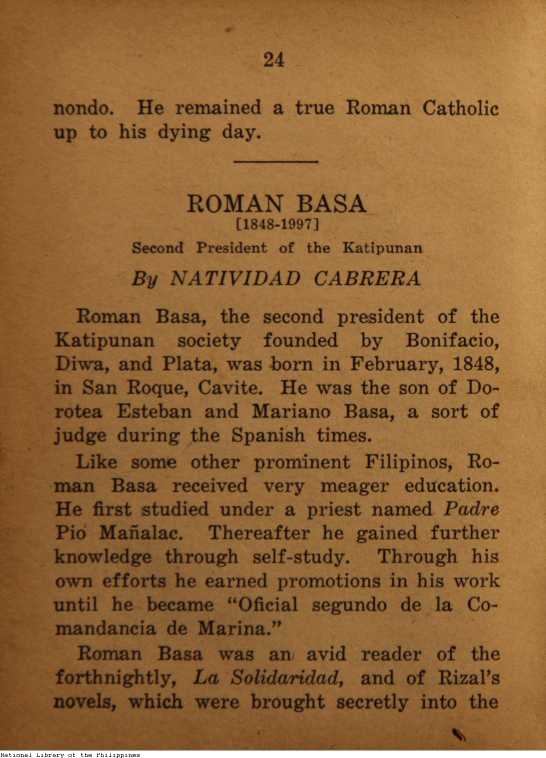 24
nondo. He remained a true Roman Catholic
up to his dying day.
ROMAN BASA
[1848-1997]
Second President of the Katipunan
By NATIVIDAD CABRERA
Roman Basa, the second president of the
Katipunan society founded by Bonifacio,
Diwa, and Plata, was born in February, 1848,
in San Roque, Cavite. He was the son of Do-
rotea Esteban and Mariano Basa, a sort of
judge during the Spanish times.
Like some other prominent Filipinos, Ro-
man Basa received very meager education.
He first studied under a priest named Padre
Pio Mañalac. Thereafter he gained further
knowledge through self-study. Through his
own efforts he earned promotions in his work
until he became “Oficial segundo de la Co-
mandancia de Marina.”
Roman Basa was an avid reader of the
forthnightly, La Solidaridad, and of Rizal's
novels, which were brought secretly into the
National Library of the Philippines